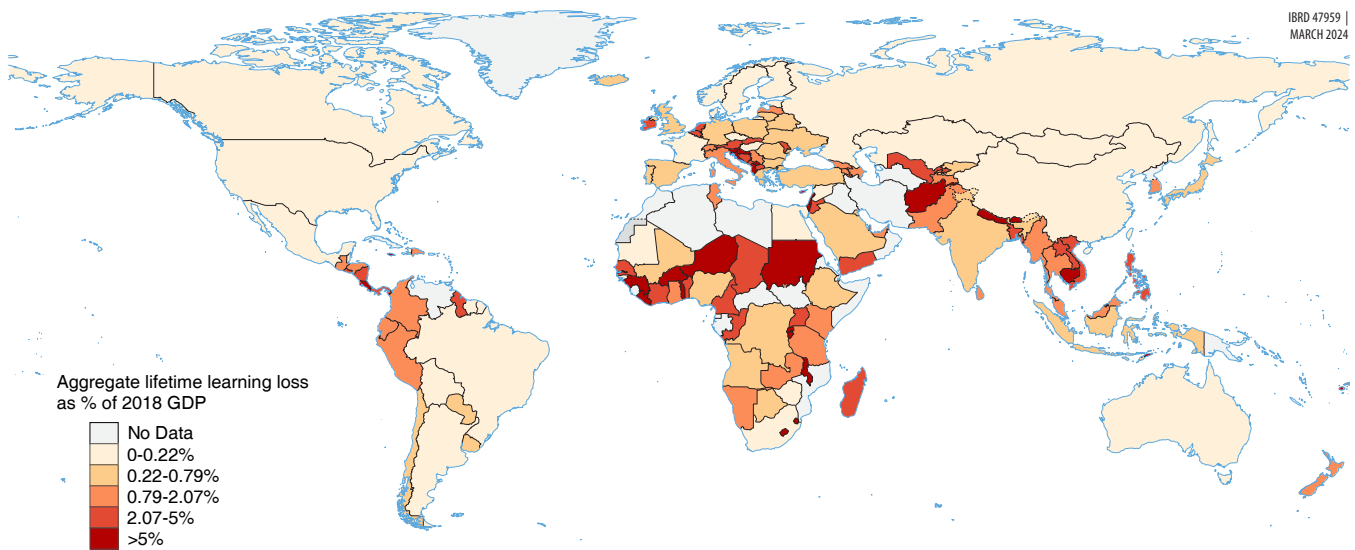 IBRD 47959 |
MARCH 2024
Aggregate lifetime learning loss
as % of 2018 GDP
No Data
0-0.22%
0.22-0.79%
0.79-2.07%
2.07-5%
>5%